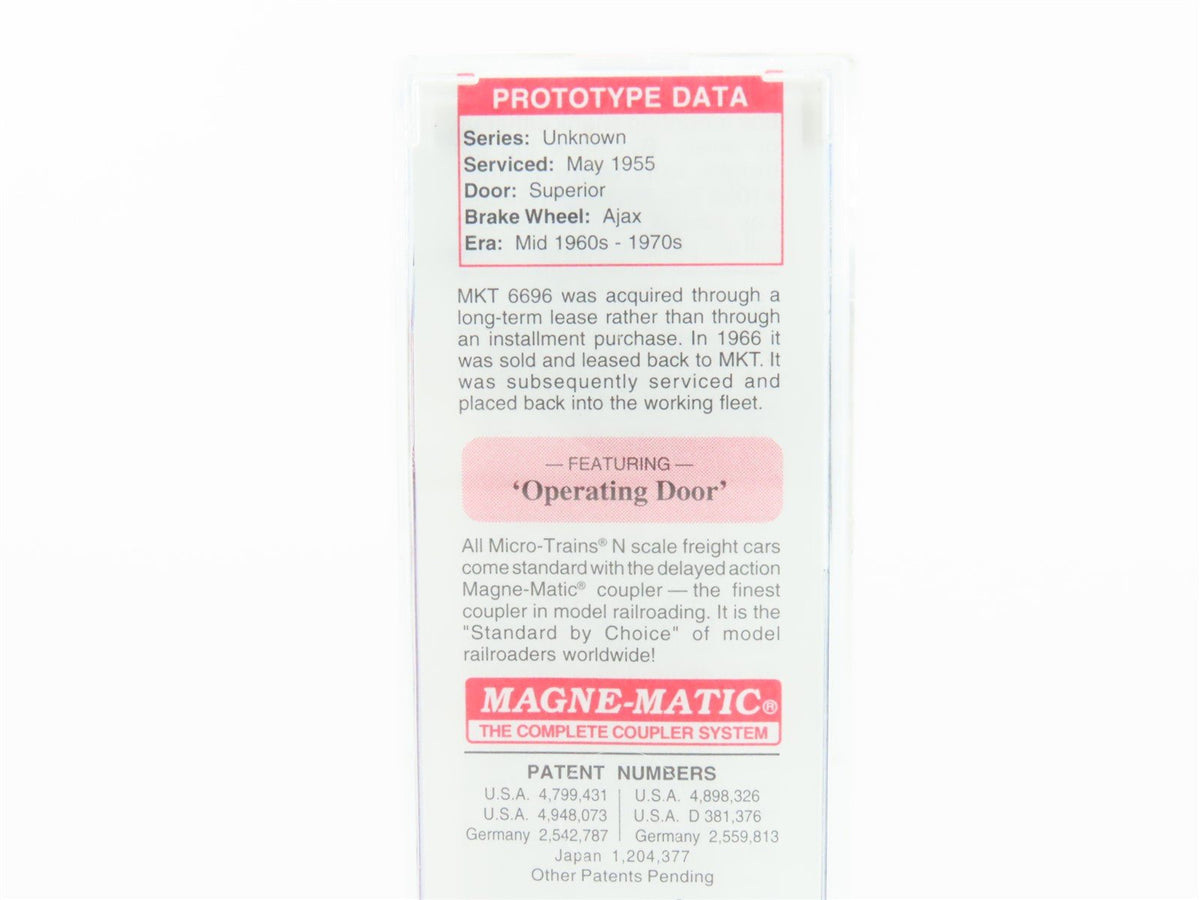 PROTOTYPE DATA
Series: Unknown
Serviced: May 1955
Door: Superior
Brake Wheel: Ajax
Era: Mid 1960s - 1970s
MKT 6696 was acquired through a
long-term lease rather than through
an installment purchase. In 1966 it
was sold and leased back to MKT. It
was subsequently serviced and
placed back into the working fleet.
— FEATURING —
‘Operating Door’
All Micro-Trains® N scale freight cars
come standard with the delayed action
Magne-Matic® coupler — the finest
coupler in model railroading. It is the
"Standard by Choice" of model
railroaders worldwide!
MAGNE-MATIC®
THE COMPLETE COUPLER SYSTEM
PATENT NUMBERS
U.S.A. 4,799,431 | U.S.A. 4,898,326
U.S.A. 4,948,073 | U.S.A. D 381,376
Germany 2,542,787 | Germany 2,559,813
Japan 1,204,377
Other Patents Pending